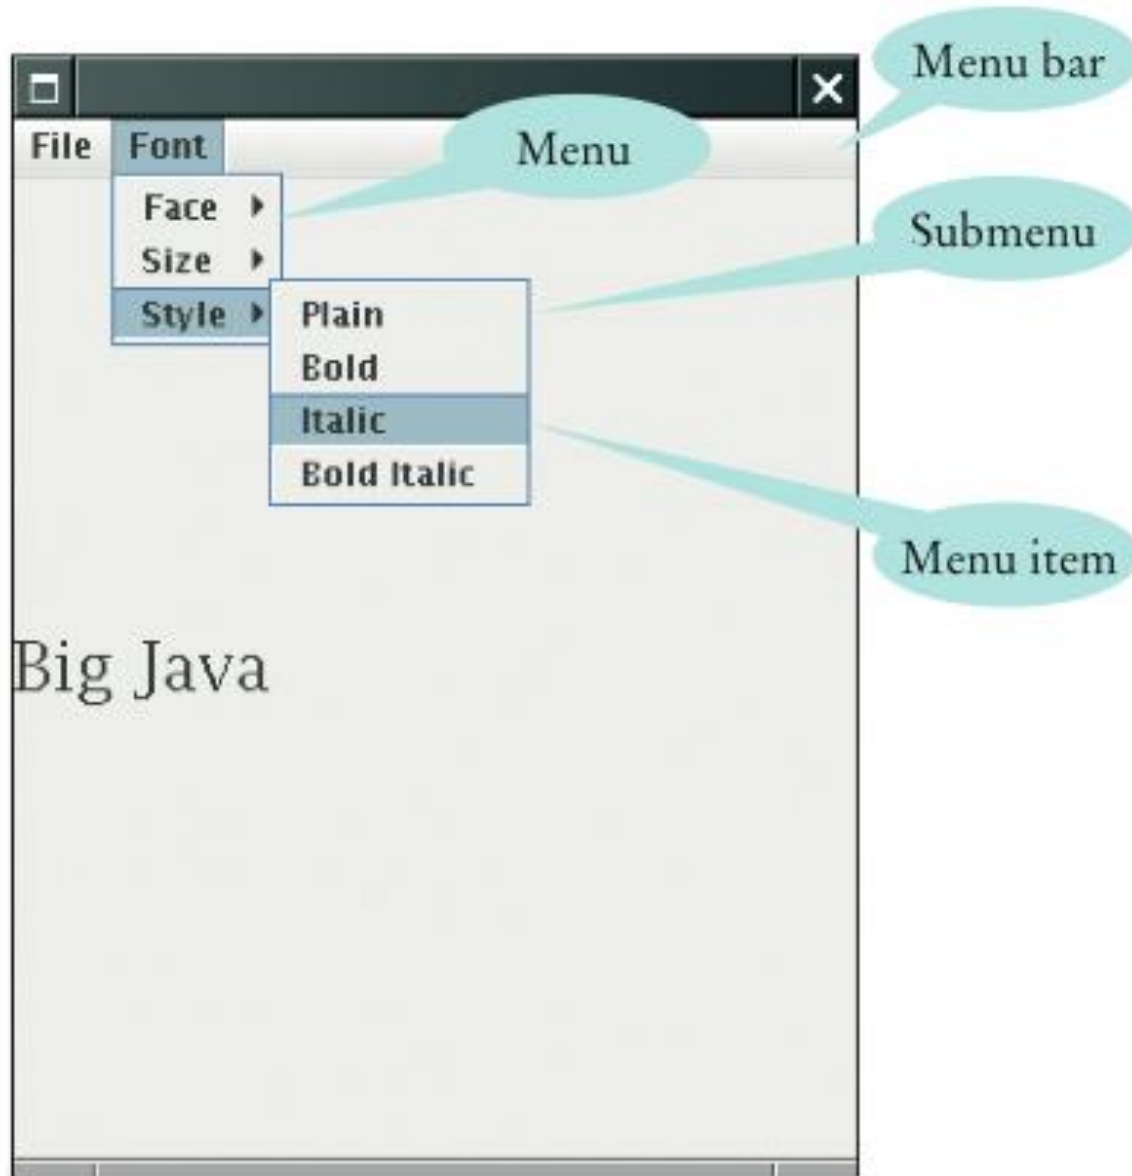 Menu bar
File Font
Menu
Face
Submenu
Size
Style
Plain
Bold
Italic
Bold Italic
Menu item
Big Java